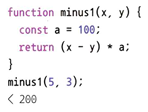 function minus1(x, y) {
  const a = 100;
  return (x - y) * a;
}
minus1(5, 3);
< 200